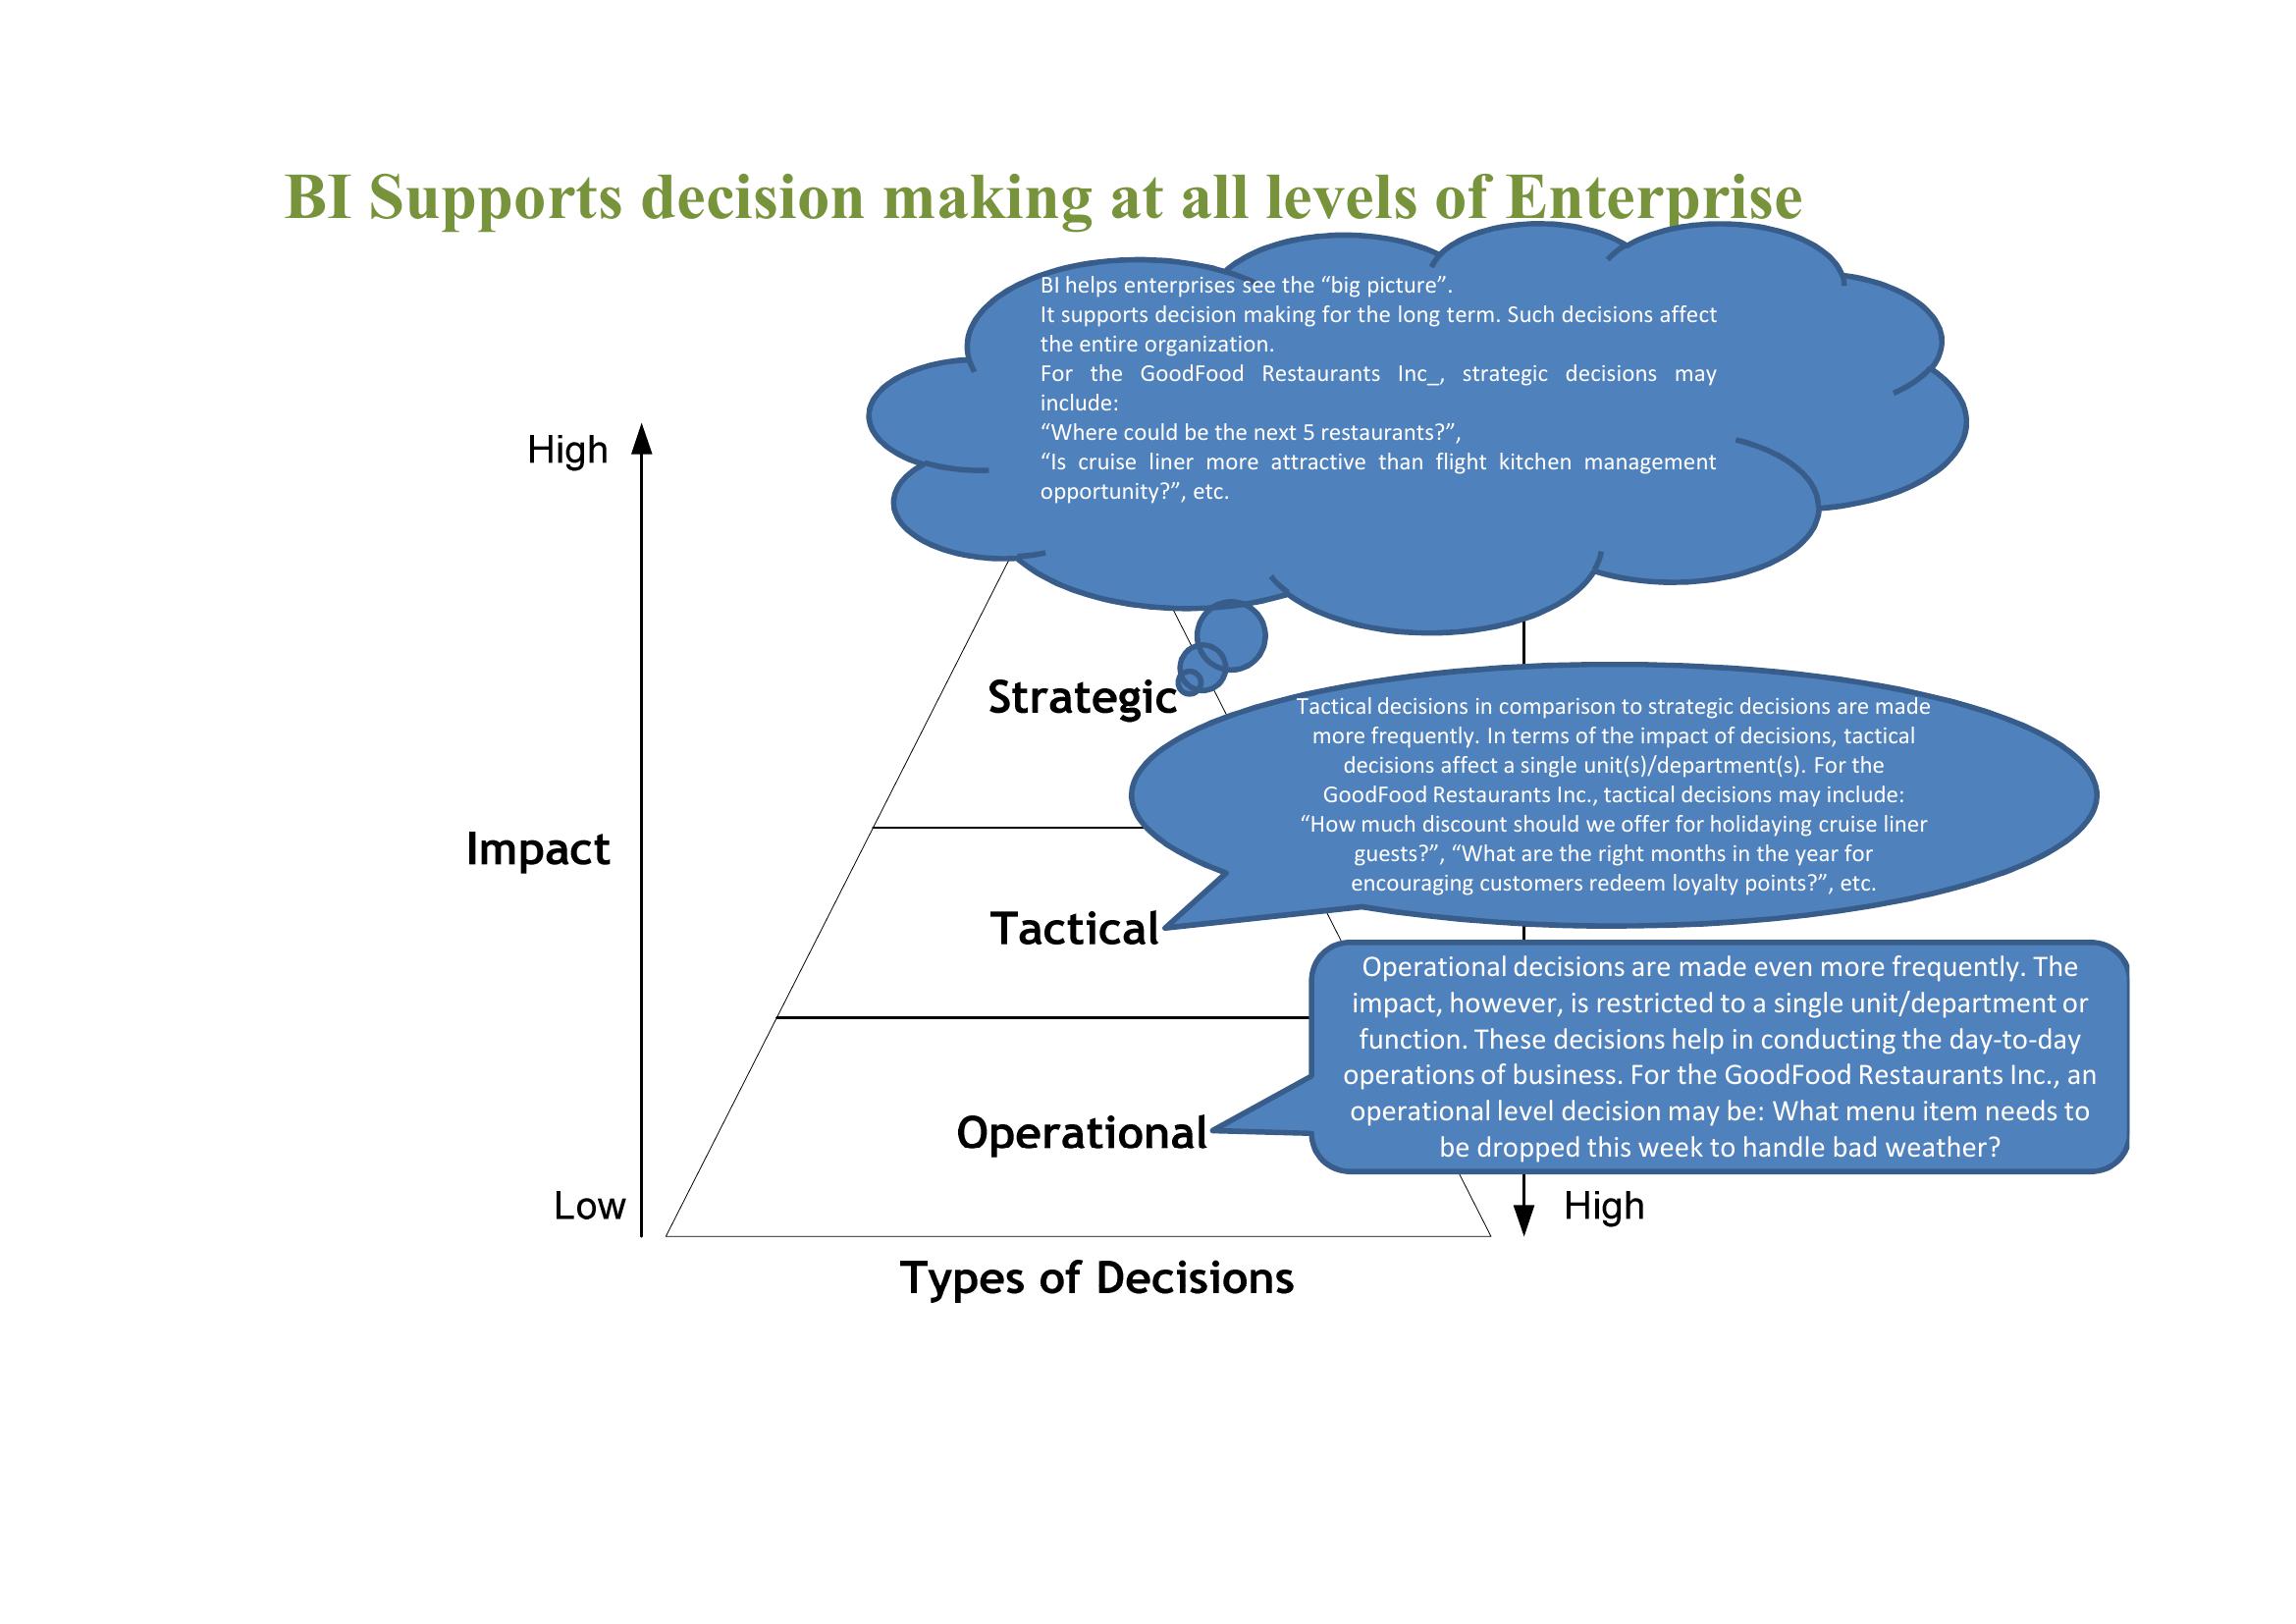 BI Supports decision making at all levels of Enterprise
BI helps enterprises see the “big picture”.
It supports decision making for the long term. Such decisions affect
the entire organization.
For the GoodFood Restaurants Inc_, strategic decisions may
include:
“Where could be the next 5 restaurants?”,
“Is cruise liner more attractive than flight kitchen management
opportunity?”, etc.
High
Strategic
Tactical decisions in comparison to strategic decisions are made
more frequently. In terms of the impact of decisions, tactical
decisions affect a single unit(s)/department(s). For the
GoodFood Restaurants Inc., tactical decisions may include:
“How much discount should we offer for holidaying cruise liner
guests?”, “What are the right months in the year for
encouraging customers redeem loyalty points?”, etc.
Impact
Tactical
Operational decisions are made even more frequently. The
impact, however, is restricted to a single unit/department or
function. These decisions help in conducting the day-to-day
operations of business. For the GoodFood Restaurants Inc., an
operational level decision may be: What menu item needs to
be dropped this week to handle bad weather?
Operational
Low
High
Types of Decisions